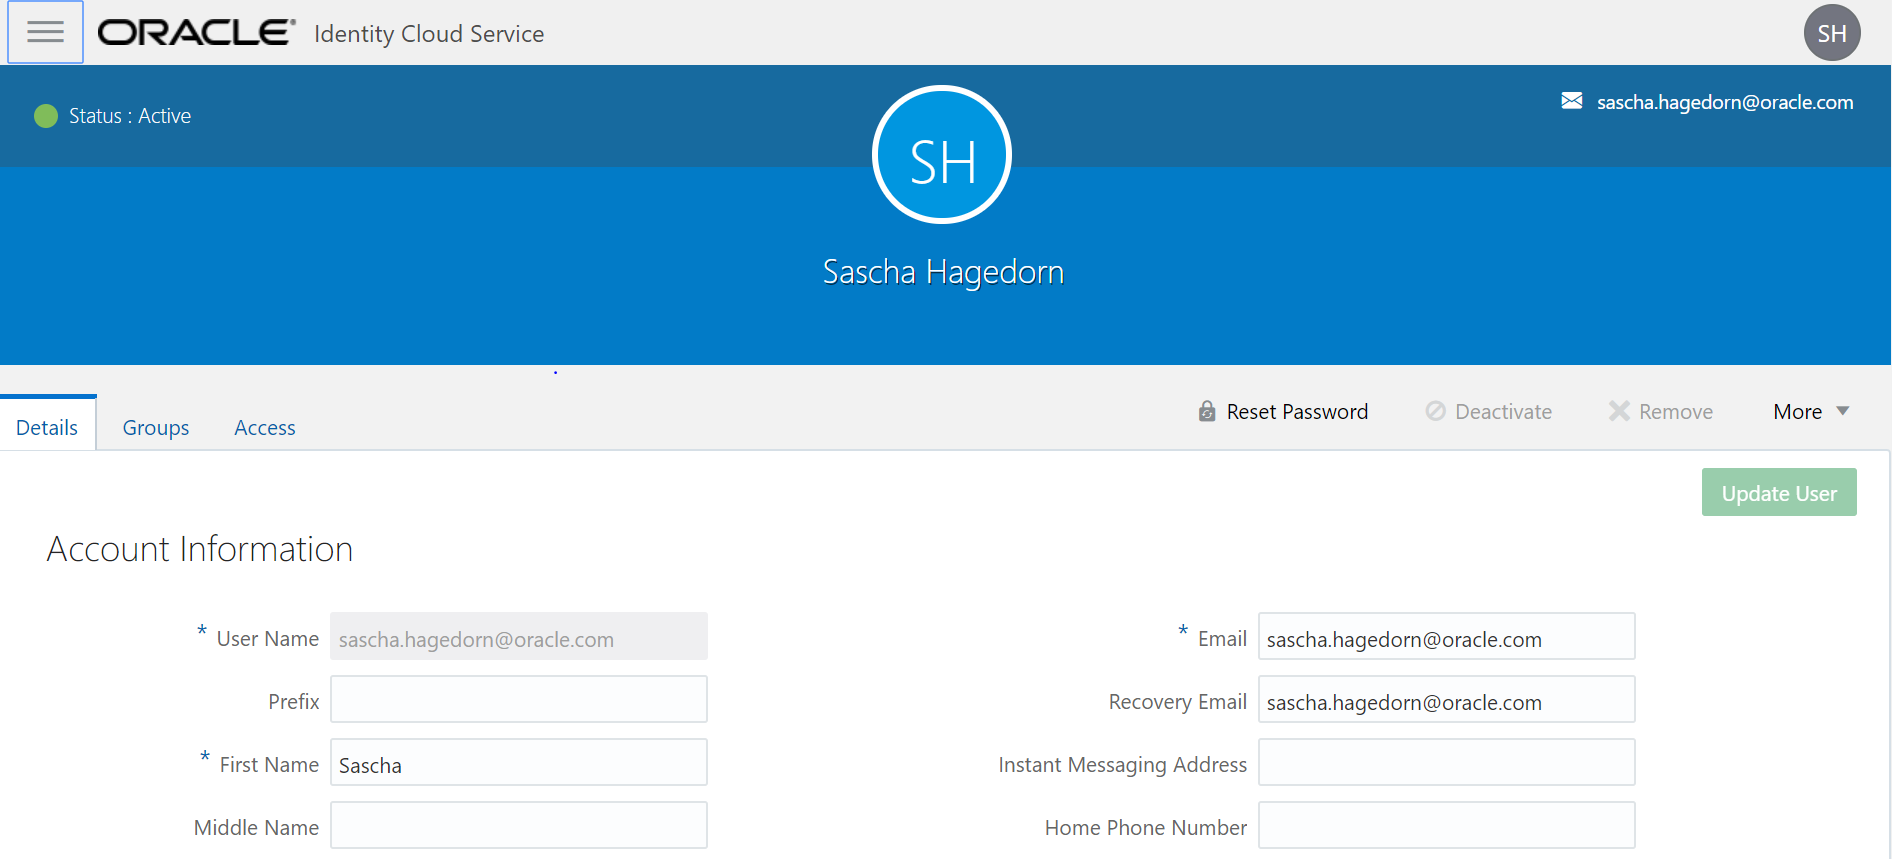 ORACLE® Identity Cloud Service
SH
Status : Active
sascha.hagedorn@oracle.com
SH
Sascha Hagedorn
Details
Groups
Access
Reset Password
Deactivate
Remove
More
Update User
Account Information
* User Name sascha.hagedorn@oracle.com
Prefix
* First Name Sascha
Middle Name
* Email sascha.hagedorn@oracle.com
Recovery Email sascha.hagedorn@oracle.com
Instant Messaging Address
Home Phone Number